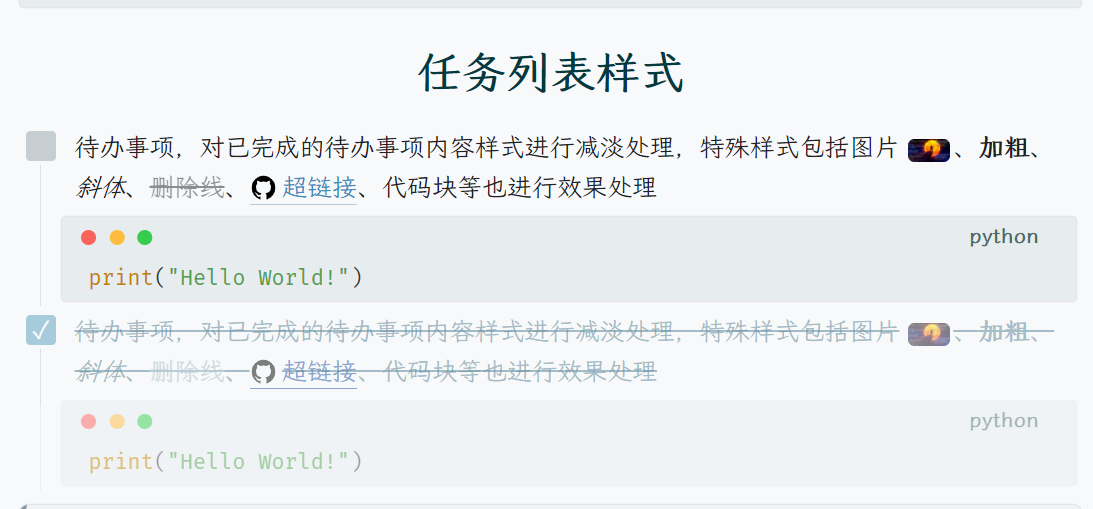 任务列表样式
待办事项，对已完成的待办事项内容样式进行减淡处理，特殊样式包括图片 、加粗、
斜体、删除线、 超链接、代码块等也进行效果处理
python
print("Hello World!")
待办事项，对已完成的待办事项内容样式进行减淡处理，特殊样式包括图片 、加粗、
斜体、删除线、 超链接、代码块等也进行效果处理
python
print("Hello World!")